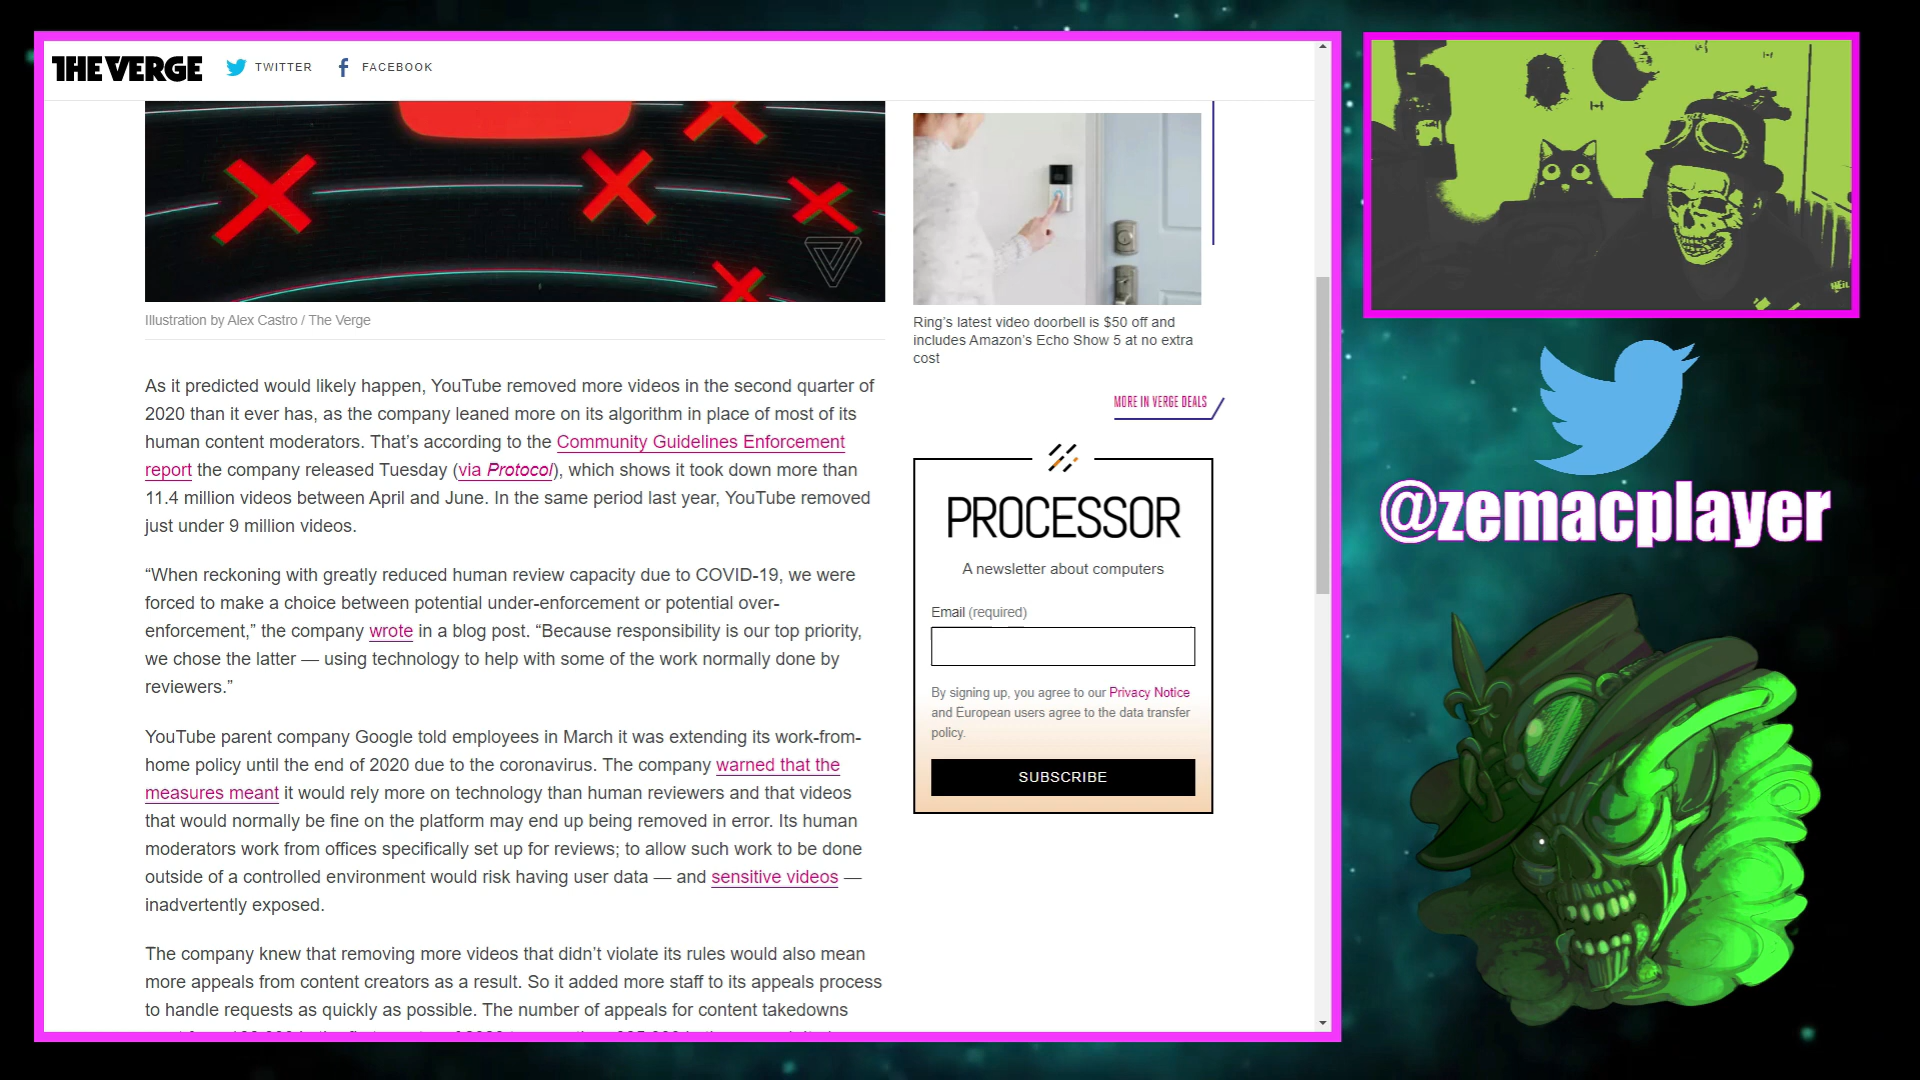 THE VERGE
TWITTER
FACEBOOK
Illustration by Alex Castro / The Verge
As it predicted would likely happen, YouTube removed more videos in the second quarter of
2020 than it ever has, as the company leaned more on its algorithm in place of most of its
human content moderators. That’s according to the Community Guidelines Enforcement
report the company released Tuesday (via Protocol), which shows it took down more than
11.4 million videos between April and June. In the same period last year, YouTube removed
just under 9 million videos.
“When reckoning with greatly reduced human review capacity due to COVID-19, we were
forced to make a choice between potential under-enforcement or potential over-
enforcement,” the company wrote in a blog post. “Because responsibility is our top priority,
we chose the latter — using technology to help with some of the work normally done by
reviewers.”
YouTube parent company Google told employees in March it was extending its work-from-
home policy until the end of 2020 due to the coronavirus. The company warned that the
measures meant it would rely more on technology than human reviewers and that videos
that would normally be fine on the platform may end up being removed in error. Its human
moderators work from offices specifically set up for reviews; to allow such work to be done
outside of a controlled environment would risk having user data — and sensitive videos —
inadvertently exposed.
The company knew that removing more videos that didn’t violate its rules would also mean
more appeals from content creators as a result. So it added more staff to its appeals process
to handle requests as quickly as possible. The number of appeals for content takedowns
Ring’s latest video doorbell is $50 off and
includes Amazon’s Echo Show 5 at no extra
cost
MORE IN VERGE DEALS
PROCESSOR
A newsletter about computers
Email (required)
By signing up, you agree to our Privacy Notice
and European users agree to the data transfer
policy.
SUBSCRIBE
@zemacplayer